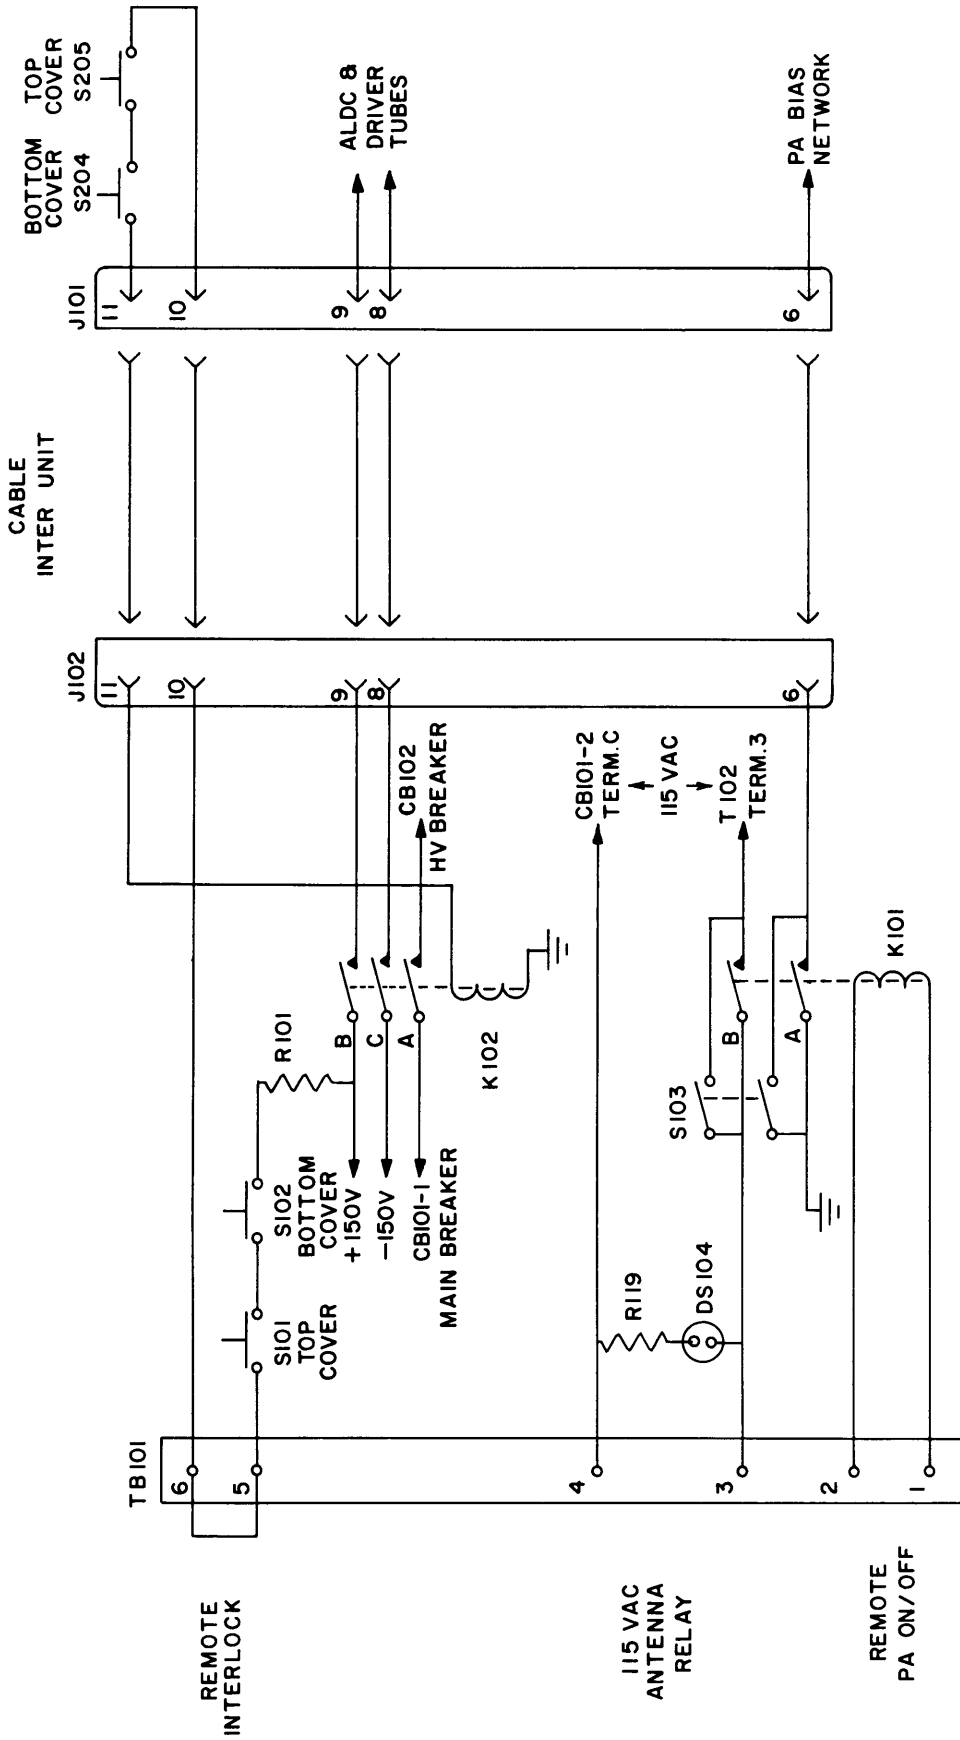 CABLE
INTER UNIT
BOTTOM
COVER
S204
TOP
COVER
S205
J101
11
10
9
8
6
ALDC &
DRIVER
TUBES
PA BIAS
NETWORK
J102
11
10
9
8
6
CB102
HV BREAKER
CB101-2
TERM.C
115 VAC
T102
TERM.3
R101
B
C
A
K102
S101
TOP
COVER
S102
BOTTOM
COVER
+150V
-150V
CB101-1
MAIN BREAKER
S103
B
A
K101
R119
DS104
TB101
6
5
4
3
2
1
REMOTE
INTERLOCK
115 VAC
ANTENNA
RELAY
REMOTE
PA ON/OFF